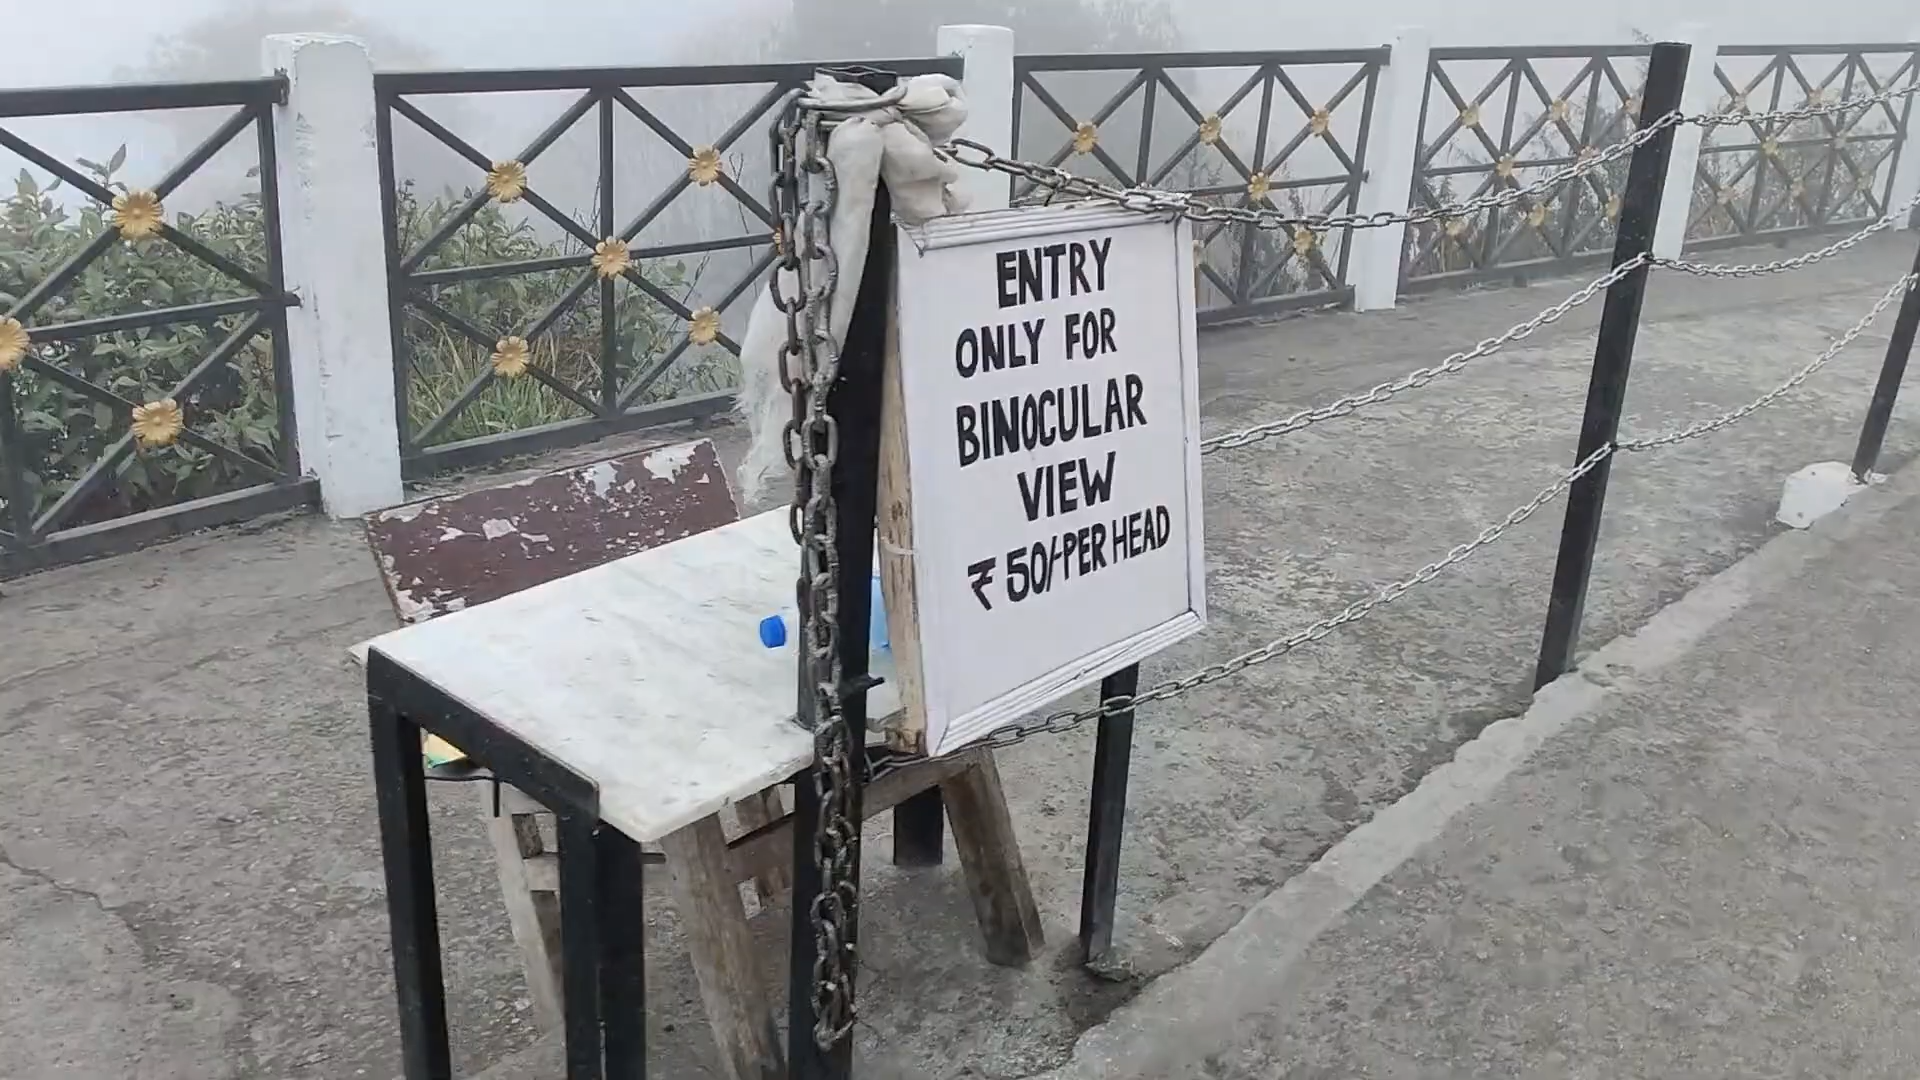 ENTRY
ONLY FOR
BINOCULAR
VIEW
₹ 50/-PER HEAD